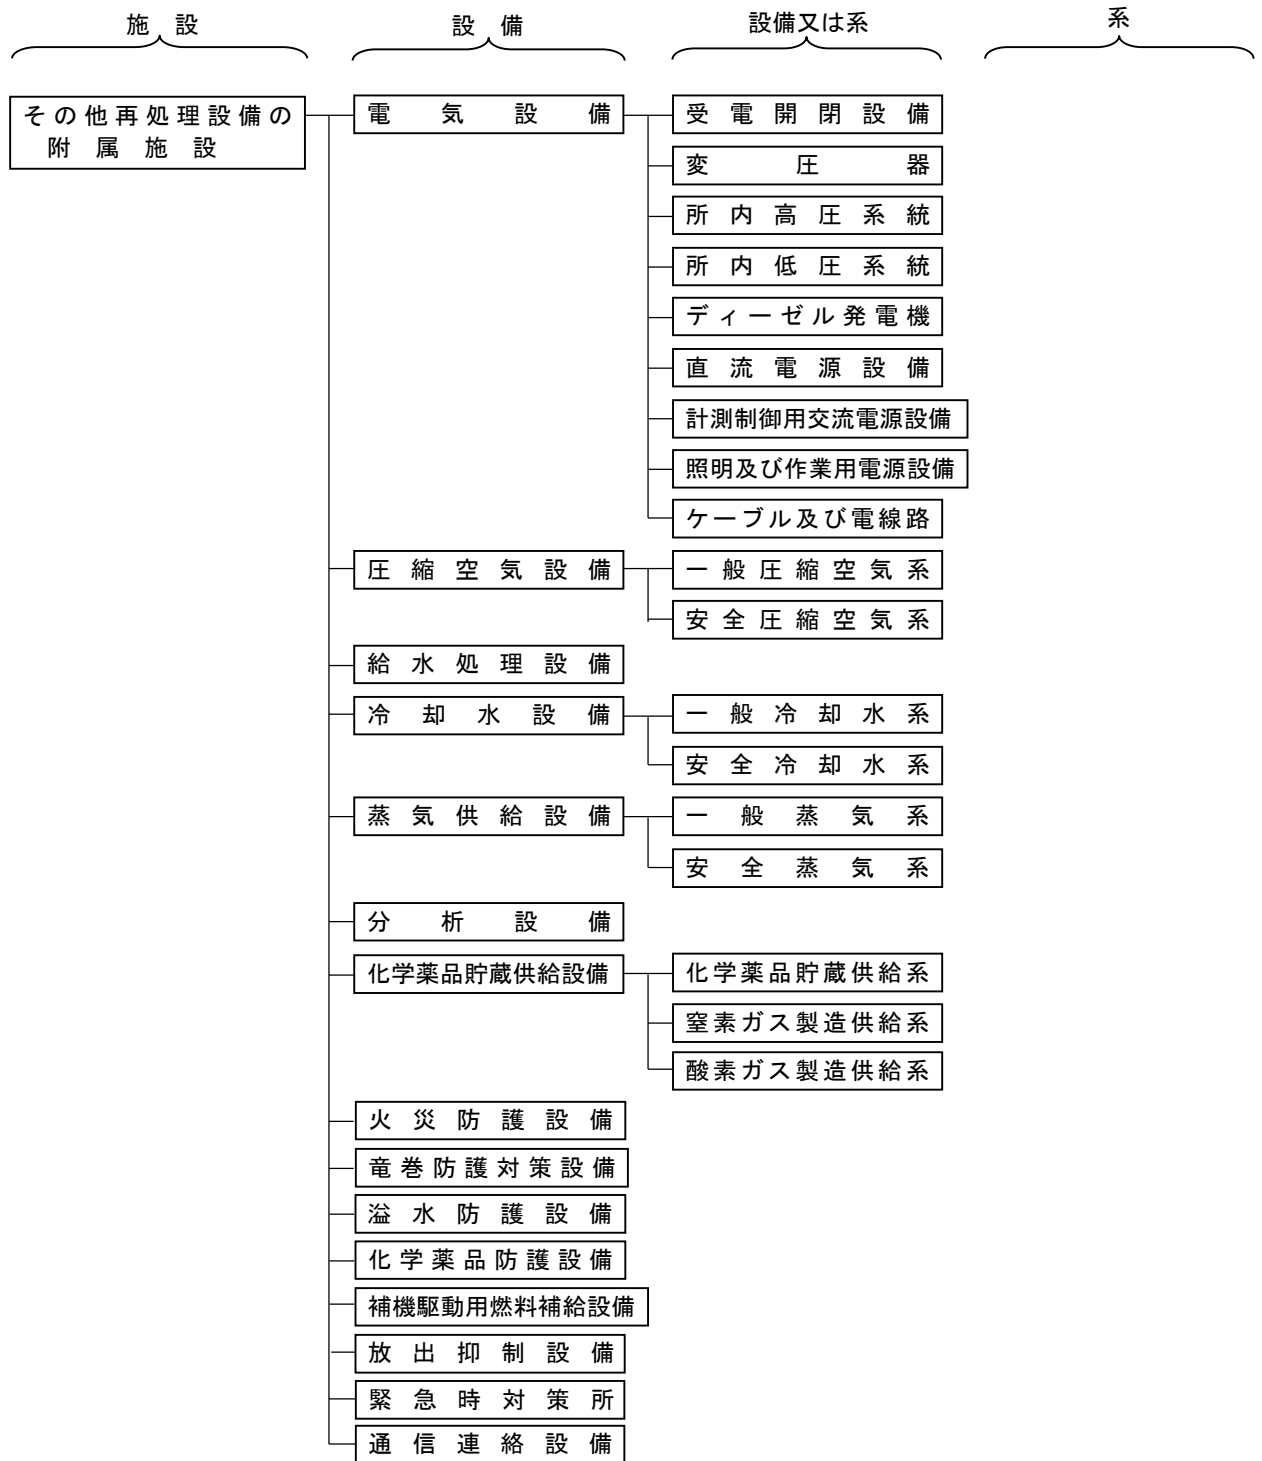 施設 設備 設備又は系 系
その他再処理設備の
附属施設
電気設備 受電開閉設備
変圧器
所内高圧系統
所内低圧系統
ディーゼル発電機
直流電源設備
計測制御用交流電源設備
照明及び作業用電源設備
ケーブル及び電線路
圧縮空気設備 一般圧縮空気系
安全圧縮空気系
給水処理設備
冷却水設備 一般冷却水系
安全冷却水系
蒸気供給設備 一般蒸気系
安全蒸気系
分析設備
化学薬品貯蔵供給設備 化学薬品貯蔵供給系
窒素ガス製造供給系
酸素ガス製造供給系
火災防護設備
竜巻防護対策設備
溢水防護設備
化学薬品防護設備
補機駆動用燃料補給設備
放出抑制設備
緊急時対策所
通信連絡設備